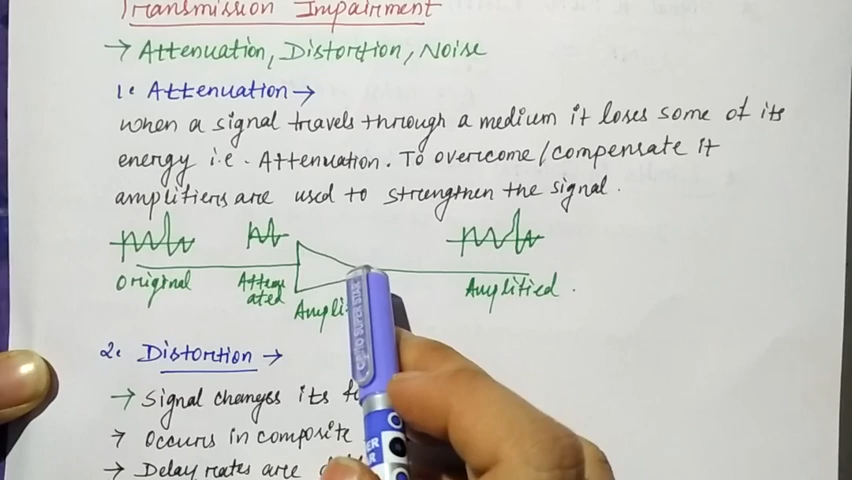 Transmission Impairment
→ Attenuation, Distortion, Noise
1. Attenuation →
When a signal travels through a medium it loses some of its
energy i.e. Attenuation. To overcome/compensate it
amplifiers are used to strengthen the signal.
Original Attenuated Amplified.
2. Distortion →
→ Signal changes its
→ Occurs in composite
→ Delay rates are
SUPER STAR